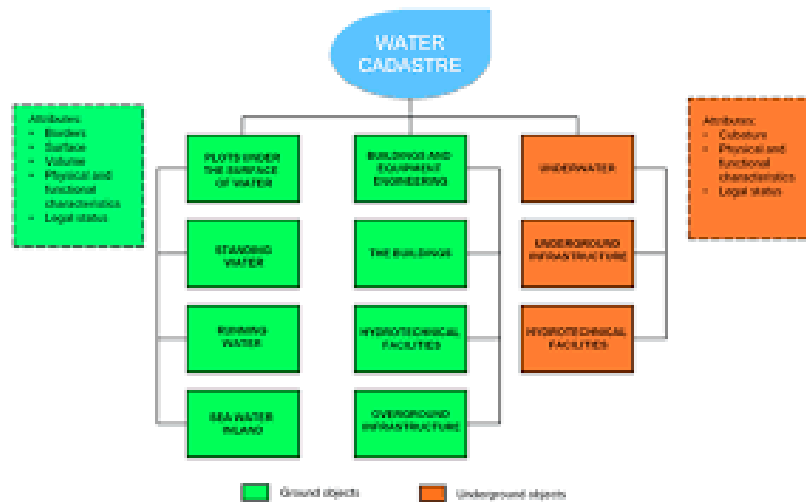 WATER
CADASTRE
Attributes:
• Borders
• Surface
• Volume
• Physical and
functional
characteristics
• Legal status
Attributes:
• Cubature
• Physical and
functional
characteristics
• Legal status
PLOTS UNDER
THE SURFACE
OF WATER
BUILDINGS AND
EQUIPMENT
ENGINEERING
UNDERWATER
STANDING
WATER
THE BUILDINGS
UNDERGROUND
INFRASTRUCTURE
RUNNING
WATER
HYDROTECHNICAL
FACILITIES
HYDROTECHNICAL
FACILITIES
SEA WATER
INLAND
OVERGROUND
INFRASTRUCTURE
Ground objects
Underground objects